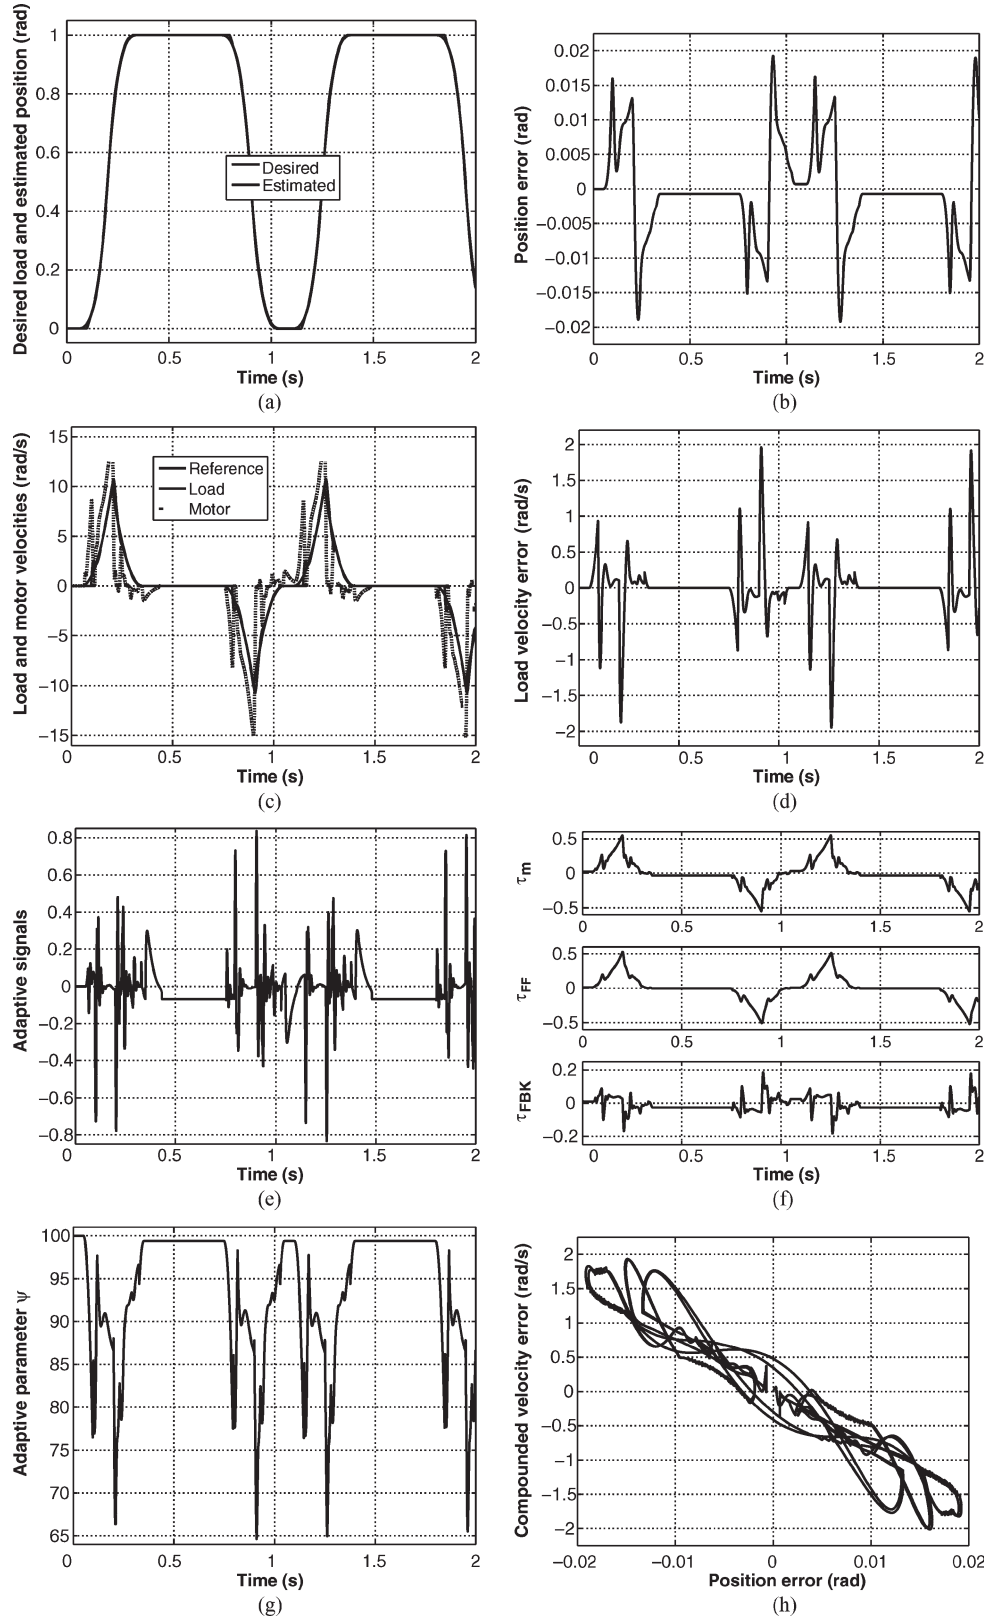 Desired load and estimated position (rad)
1
0.8
0.6
0.4
0.2
0
Desired
Estimated
0 0.5 1 1.5 2
Time (s)
(a)
Position error (rad)
0.02
0.015
0.01
0.005
0
−0.005
−0.01
−0.015
−0.02
0 0.5 1 1.5 2
Time (s)
(b)
Load and motor velocities (rad/s)
15
10
5
0
−5
−10
−15
Reference
Load
Motor
0 0.5 1 1.5 2
Time (s)
(c)
Load velocity error (rad/s)
2
1.5
1
0.5
0
−0.5
−1
−1.5
−2
0 0.5 1 1.5 2
Time (s)
(d)
Adaptive signals
0.8
0.6
0.4
0.2
0
−0.2
−0.4
−0.6
−0.8
0 0.5 1 1.5 2
Time (s)
(e)
τm
0.5
0
−0.5
0 0.5 1 1.5 2
τFF
0.5
0
−0.5
0 0.5 1 1.5 2
τFBK
0.2
0
−0.2
0 0.5 1 1.5 2
Time (s)
(f)
Adaptive parameter ψ
100
95
90
85
80
75
70
65
0 0.5 1 1.5 2
Time (s)
(g)
Compounded velocity error (rad/s)
2
1.5
1
0.5
0
−0.5
−1
−1.5
−2
−0.02 −0.01 0 0.01 0.02
Position error (rad)
(h)